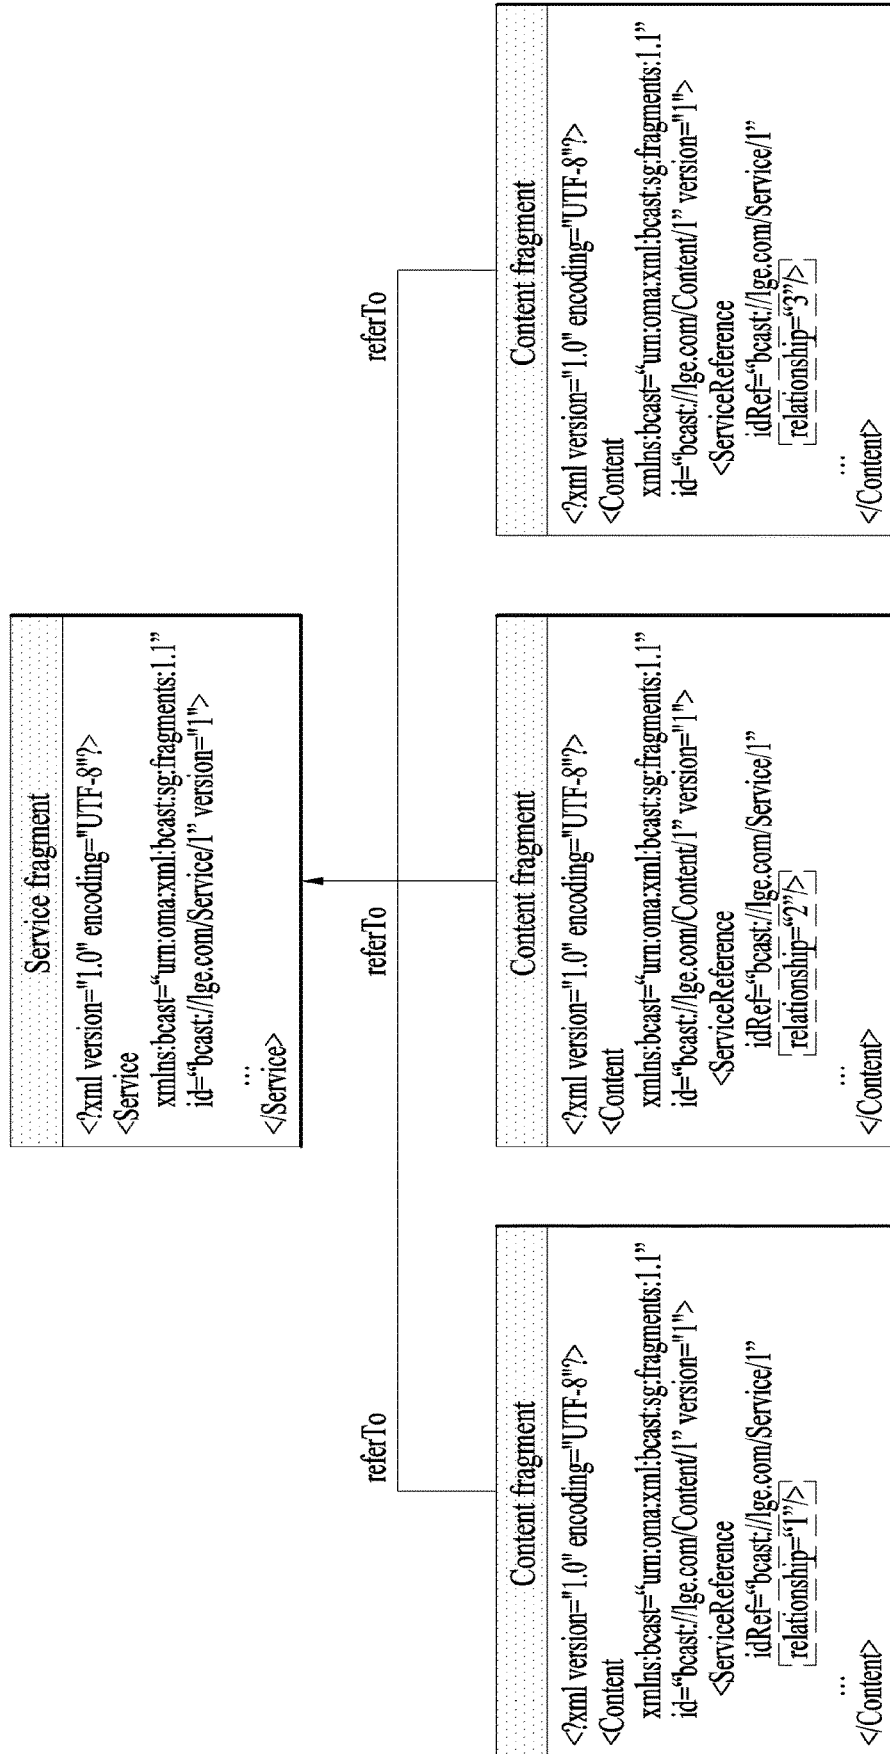 Service fragment
<?xml version="1.0" encoding="UTF-8"?>
<Service
xmlns:bcast=“urn:oma:xml:bcast:sg:fragments:1.1”
id=“bcast://lge.com/Service/1” version="1">
...
</Service>
referTo
referTo
referTo
Content fragment
<?xml version="1.0" encoding="UTF-8"?>
<Content
xmlns:bcast=“urn:oma:xml:bcast:sg:fragments:1.1”
id=“bcast://lge.com/Content/1” version="1">
<ServiceReference
idRef=“bcast://lge.com/Service/1”
relationship=“1”/>
...
</Content>
Content fragment
<?xml version="1.0" encoding="UTF-8"?>
<Content
xmlns:bcast=“urn:oma:xml:bcast:sg:fragments:1.1”
id=“bcast://lge.com/Content/1” version="1">
<ServiceReference
idRef=“bcast://lge.com/Service/1”
relationship=“2”/>
...
</Content>
Content fragment
<?xml version="1.0" encoding="UTF-8"?>
<Content
xmlns:bcast=“urn:oma:xml:bcast:sg:fragments:1.1”
id=“bcast://lge.com/Content/1” version="1">
<ServiceReference
idRef=“bcast://lge.com/Service/1”
relationship=“3”/>
...
</Content>